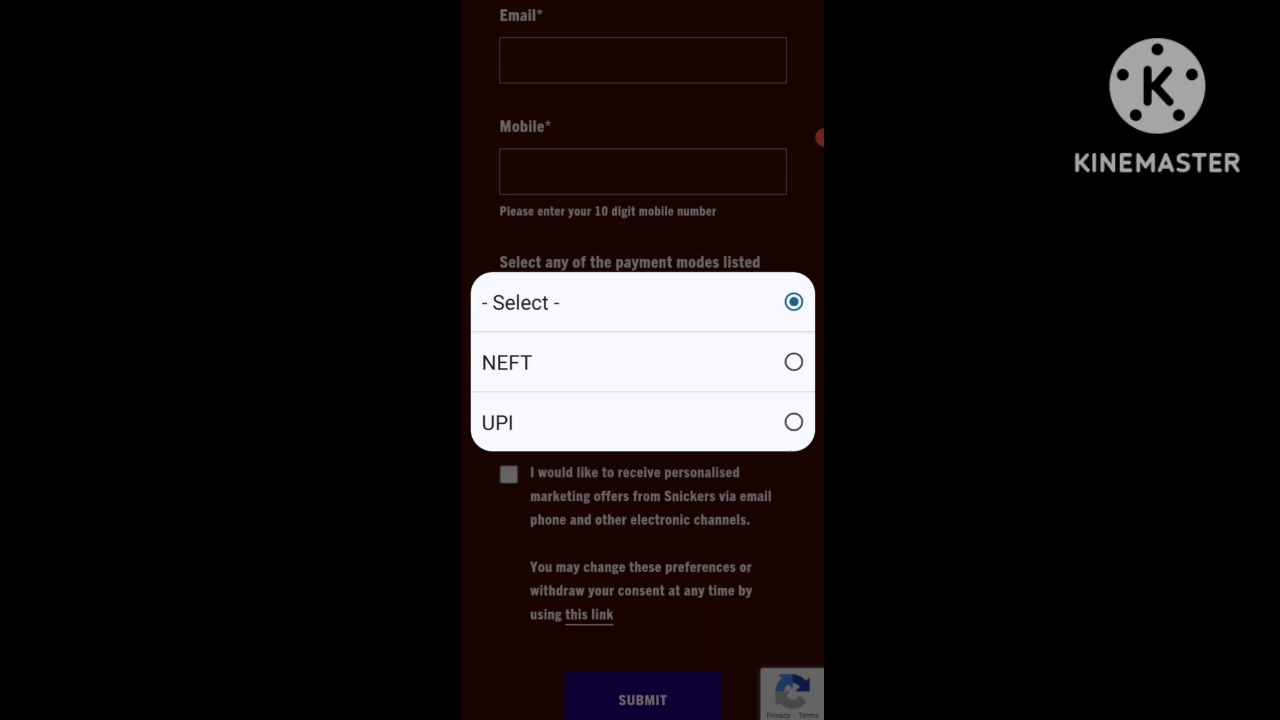 Email*
KINEMASTER
Mobile*
Please enter your 10 digit mobile number
Select any of the payment modes listed
- Select -
NEFT
UPI
I would like to receive personalised
marketing offers from Snickers via email
phone and other electronic channels.
You may change these preferences or
withdraw your consent at any time by
using this link
SUBMIT
Privacy - Terms